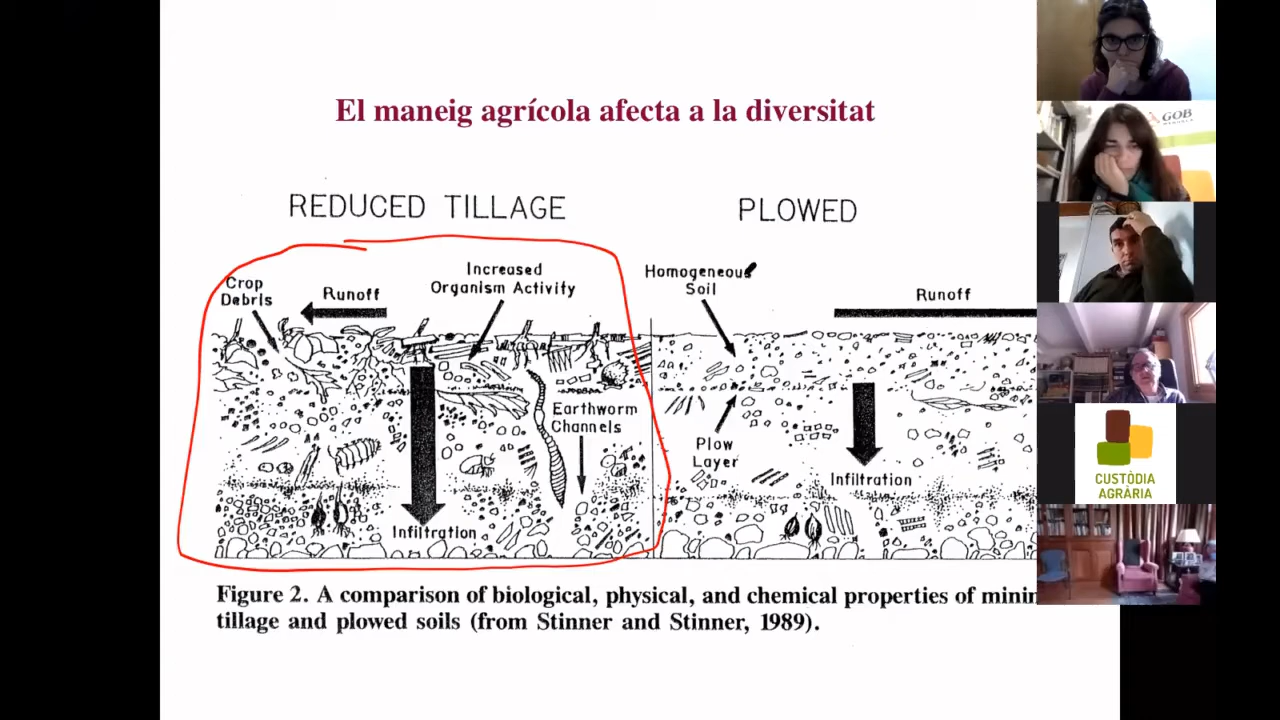 El maneig agrícola afecta a la diversitat
REDUCED TILLAGE
PLOWED
Crop
Debris
Runoff
Increased
Organism Activity
Earthworm
Channels
Infiltration
Homogeneous
Soil
Runoff
Plow
Layer
Infiltration
Figure 2. A comparison of biological, physical, and chemical properties of
tillage and plowed soils (from Stinner and Stinner, 1989).
GOB
CUSTÒDIA
AGRÀRIA